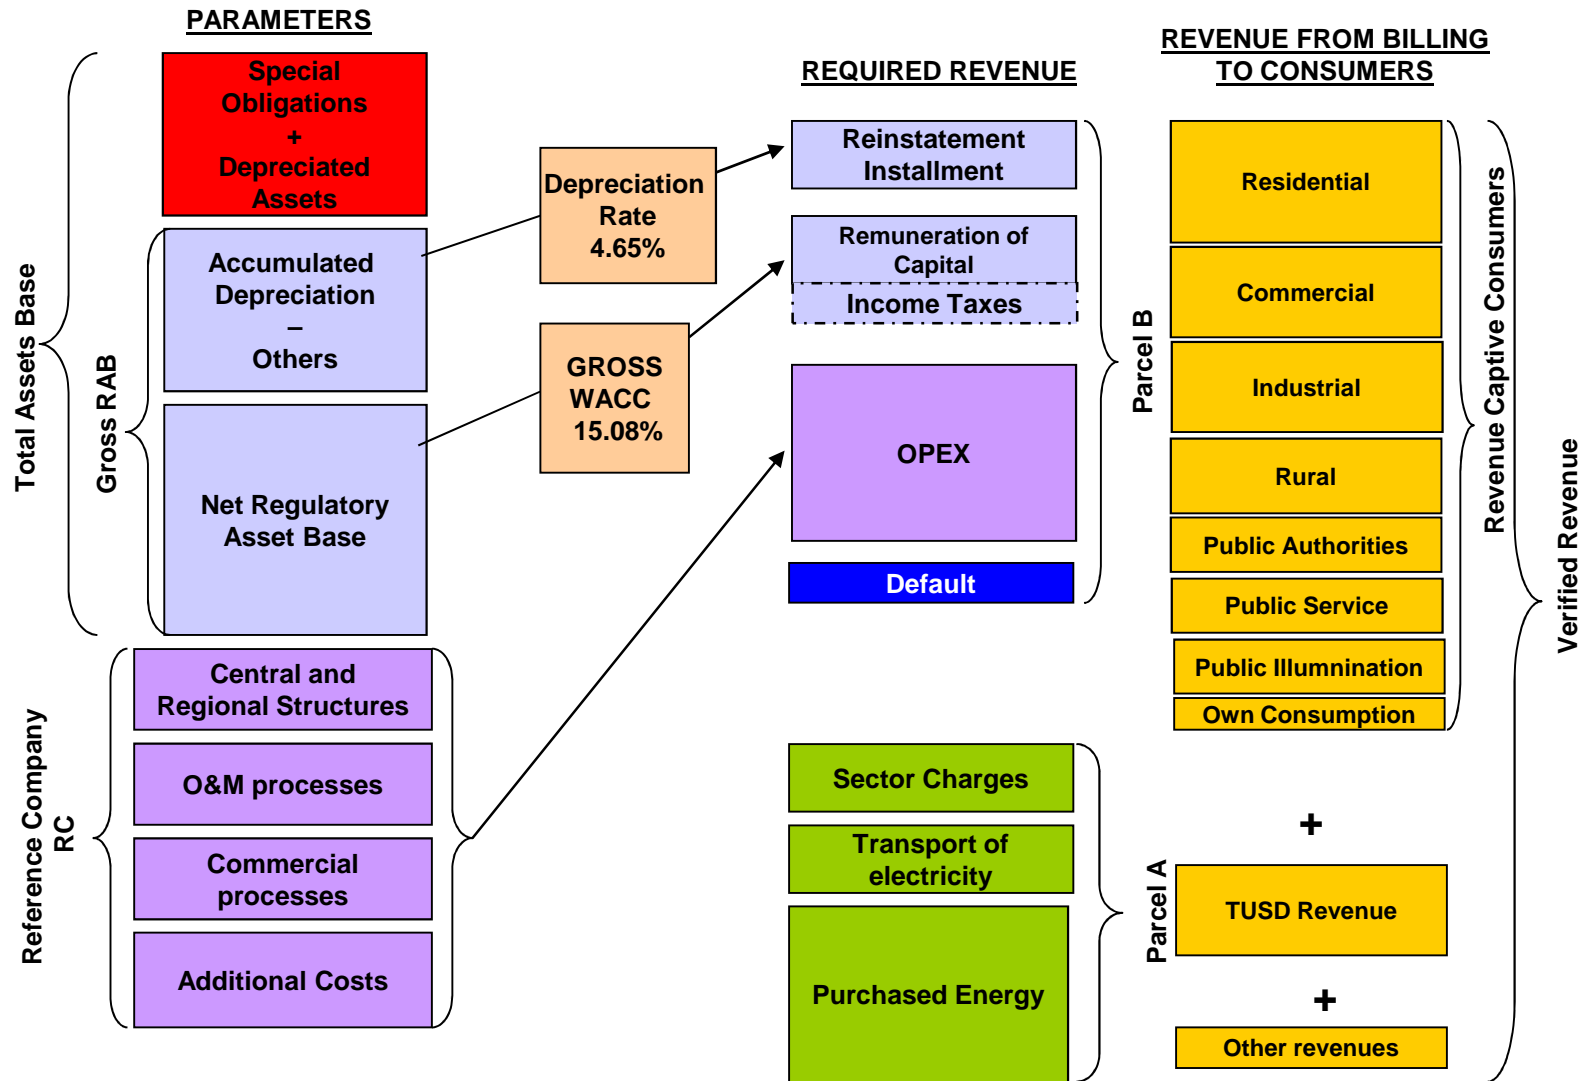 PARAMETERS
Special
Obligations
+
Depreciated
Assets
Accumulated
Depreciation
–
Others
Net Regulatory
Asset Base
Total Assets Base
Gross RAB
Central and
Regional Structures
O&M processes
Commercial
processes
Additional Costs
Reference Company
RC
Depreciation
Rate
4.65%
GROSS
WACC
15.08%
REQUIRED REVENUE
Reinstatement
Installment
Remuneration of
Capital
Income Taxes
OPEX
Default
Parcel B
Sector Charges
Transport of
electricity
Purchased Energy
Parcel A
REVENUE FROM BILLING
TO CONSUMERS
Residential
Commercial
Industrial
Rural
Public Authorities
Public Service
Public Illumnination
Own Consumption
Revenue Captive Consumers
+
TUSD Revenue
+
Other revenues
Verified Revenue